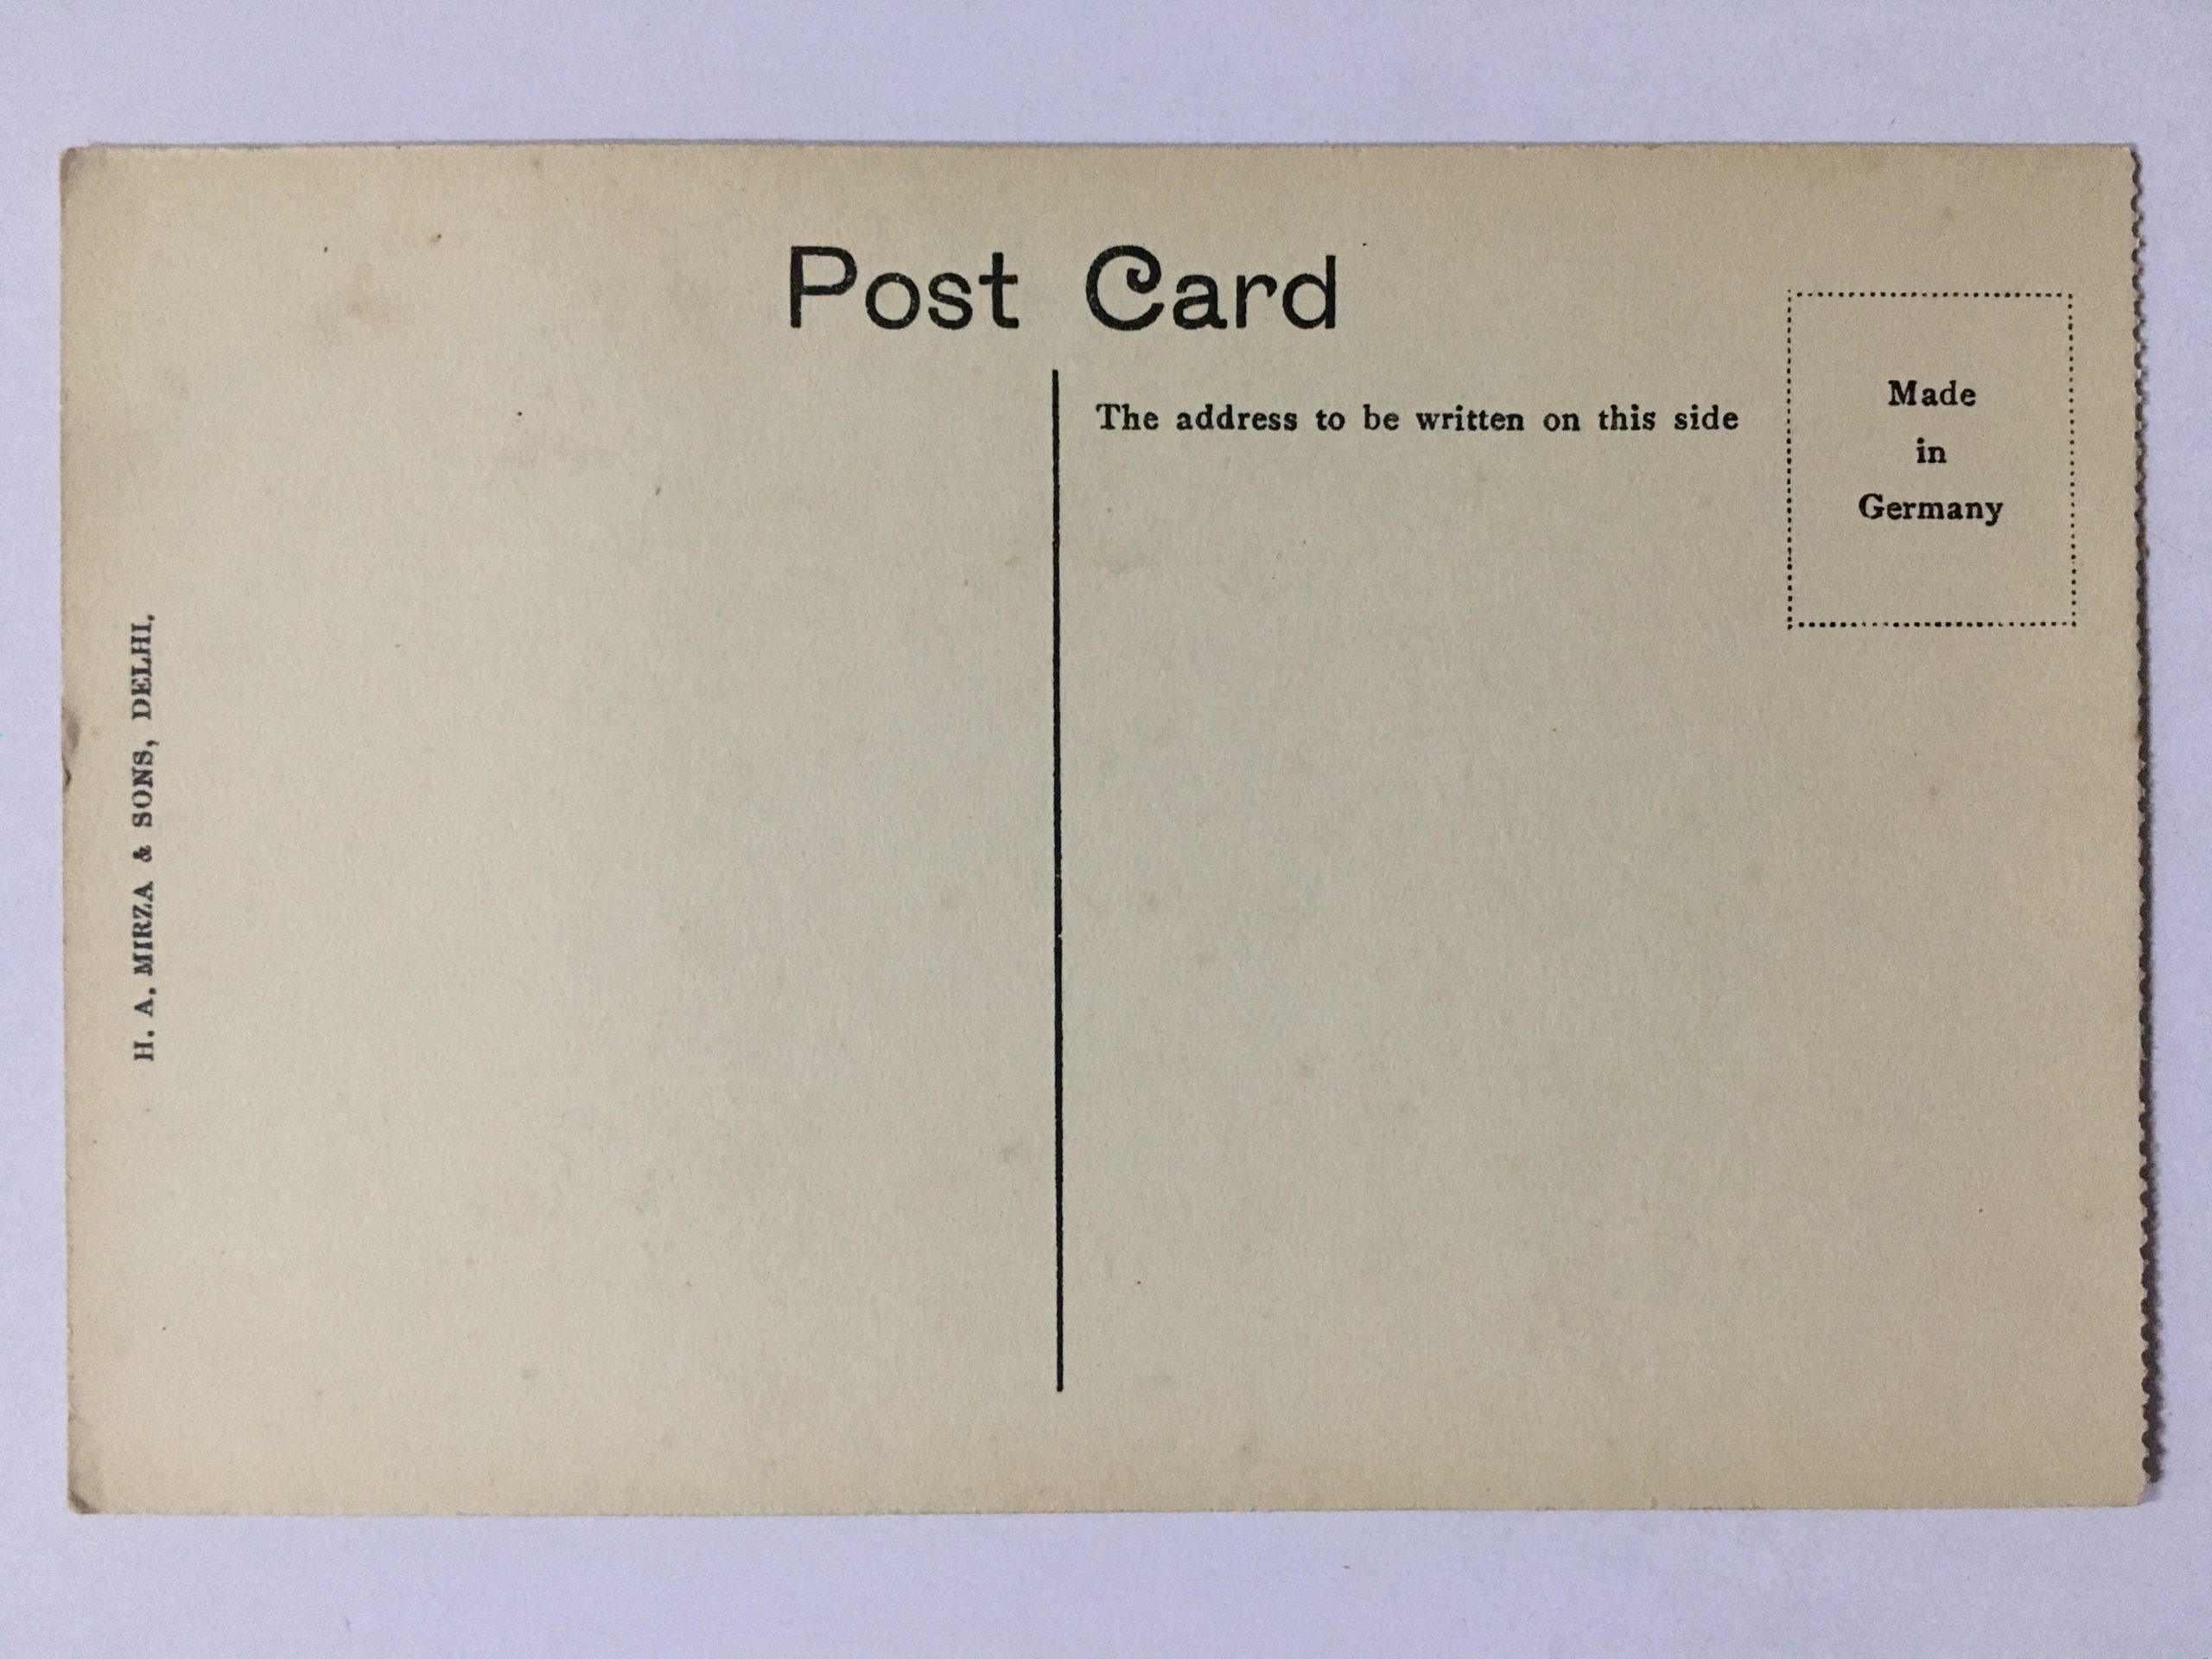 Post Card
The address to be written on this side
Made
in
Germany
H. A. MIRZA & SONS, DELHI.